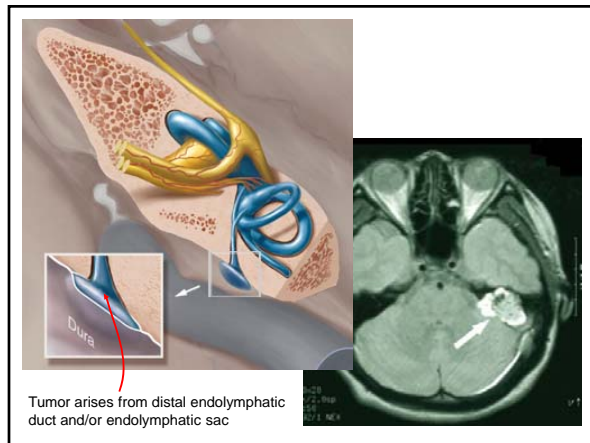 Dura
Tumor arises from distal endolymphatic
duct and/or endolymphatic sac